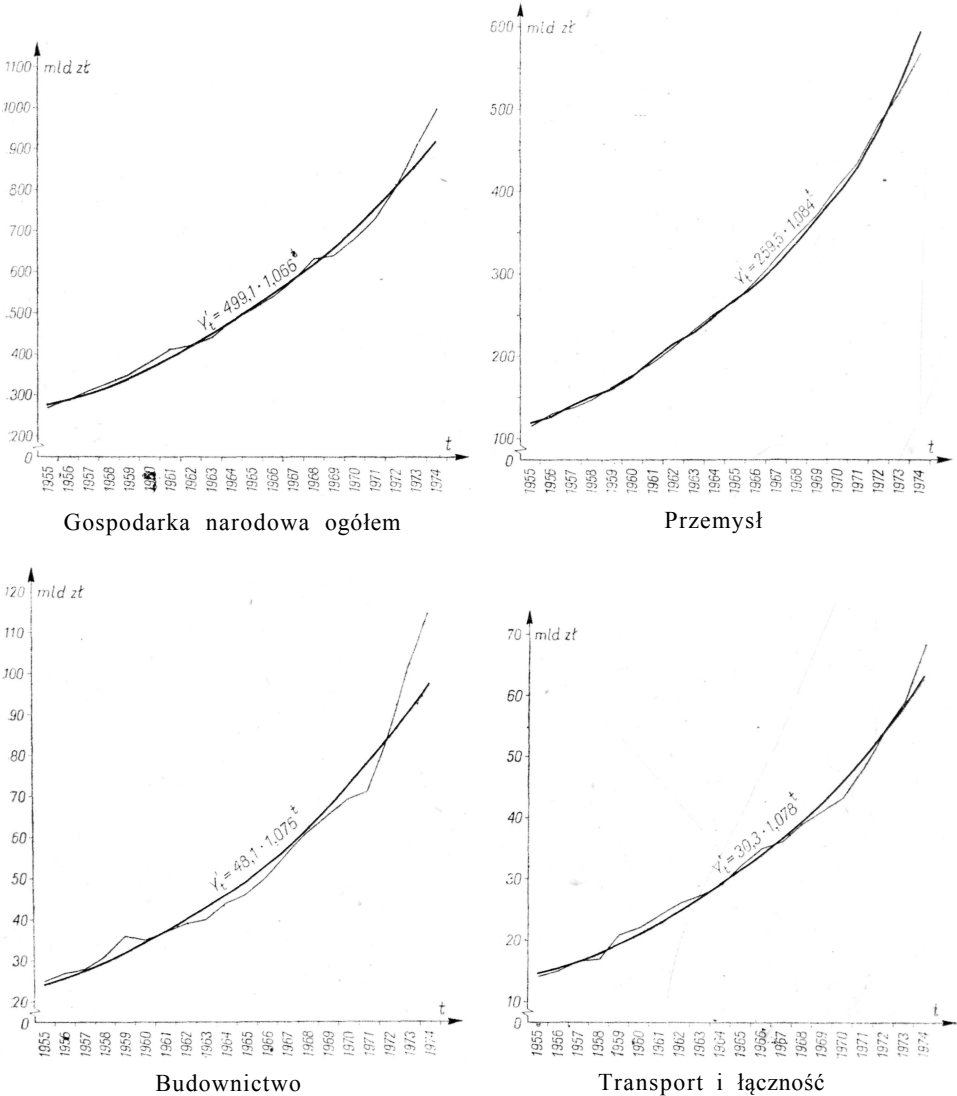 mld zł
1100
1000
900
800
700
600
500
400
300
200
0
Y't = 499,1 · 1,066^t
t
1955 1956 1957 1958 1959 1960 1961 1962 1963 1964 1965 1966 1967 1968 1969 1970 1971 1972 1973 1974
Gospodarka narodowa ogółem
mld zł
600
500
400
300
200
100
0
Y't = 259,5 · 1,084^t
t
1955 1956 1957 1958 1959 1960 1961 1962 1963 1964 1965 1966 1967 1968 1969 1970 1971 1972 1973 1974
Przemysł
mld zł
120
110
100
90
80
70
60
50
40
30
20
0
Y't = 48,1 · 1,076^t
t
1955 1956 1957 1958 1959 1960 1961 1962 1963 1964 1965 1966 1967 1968 1969 1970 1971 1972 1973 1974
Budownictwo
mld zł
70
60
50
40
30
20
10
0
Y't = 30,3 · 1,078^t
t
1955 1956 1957 1958 1959 1960 1961 1962 1963 1964 1965 1966 1967 1968 1969 1970 1971 1972 1973 1974
Transport i łączność